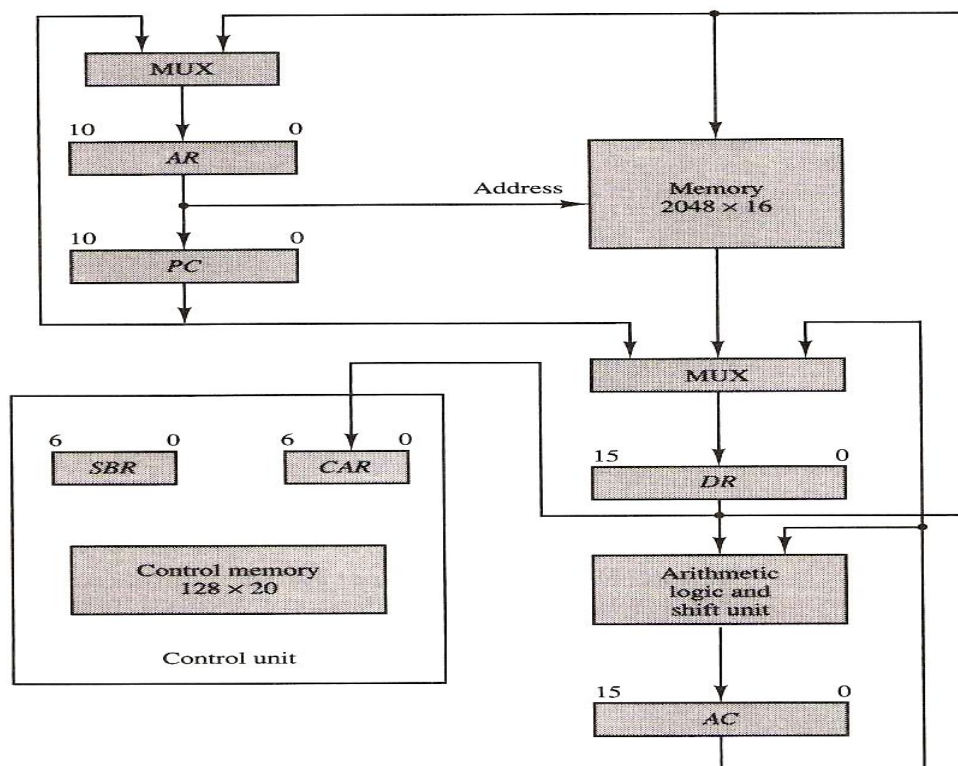 MUX
10 0
AR
Address
Memory
2048 × 16
10 0
PC
MUX
6 0
SBR
6 0
CAR
15 0
DR
Control memory
128 × 20
Arithmetic
logic and
shift unit
Control unit
15 0
AC